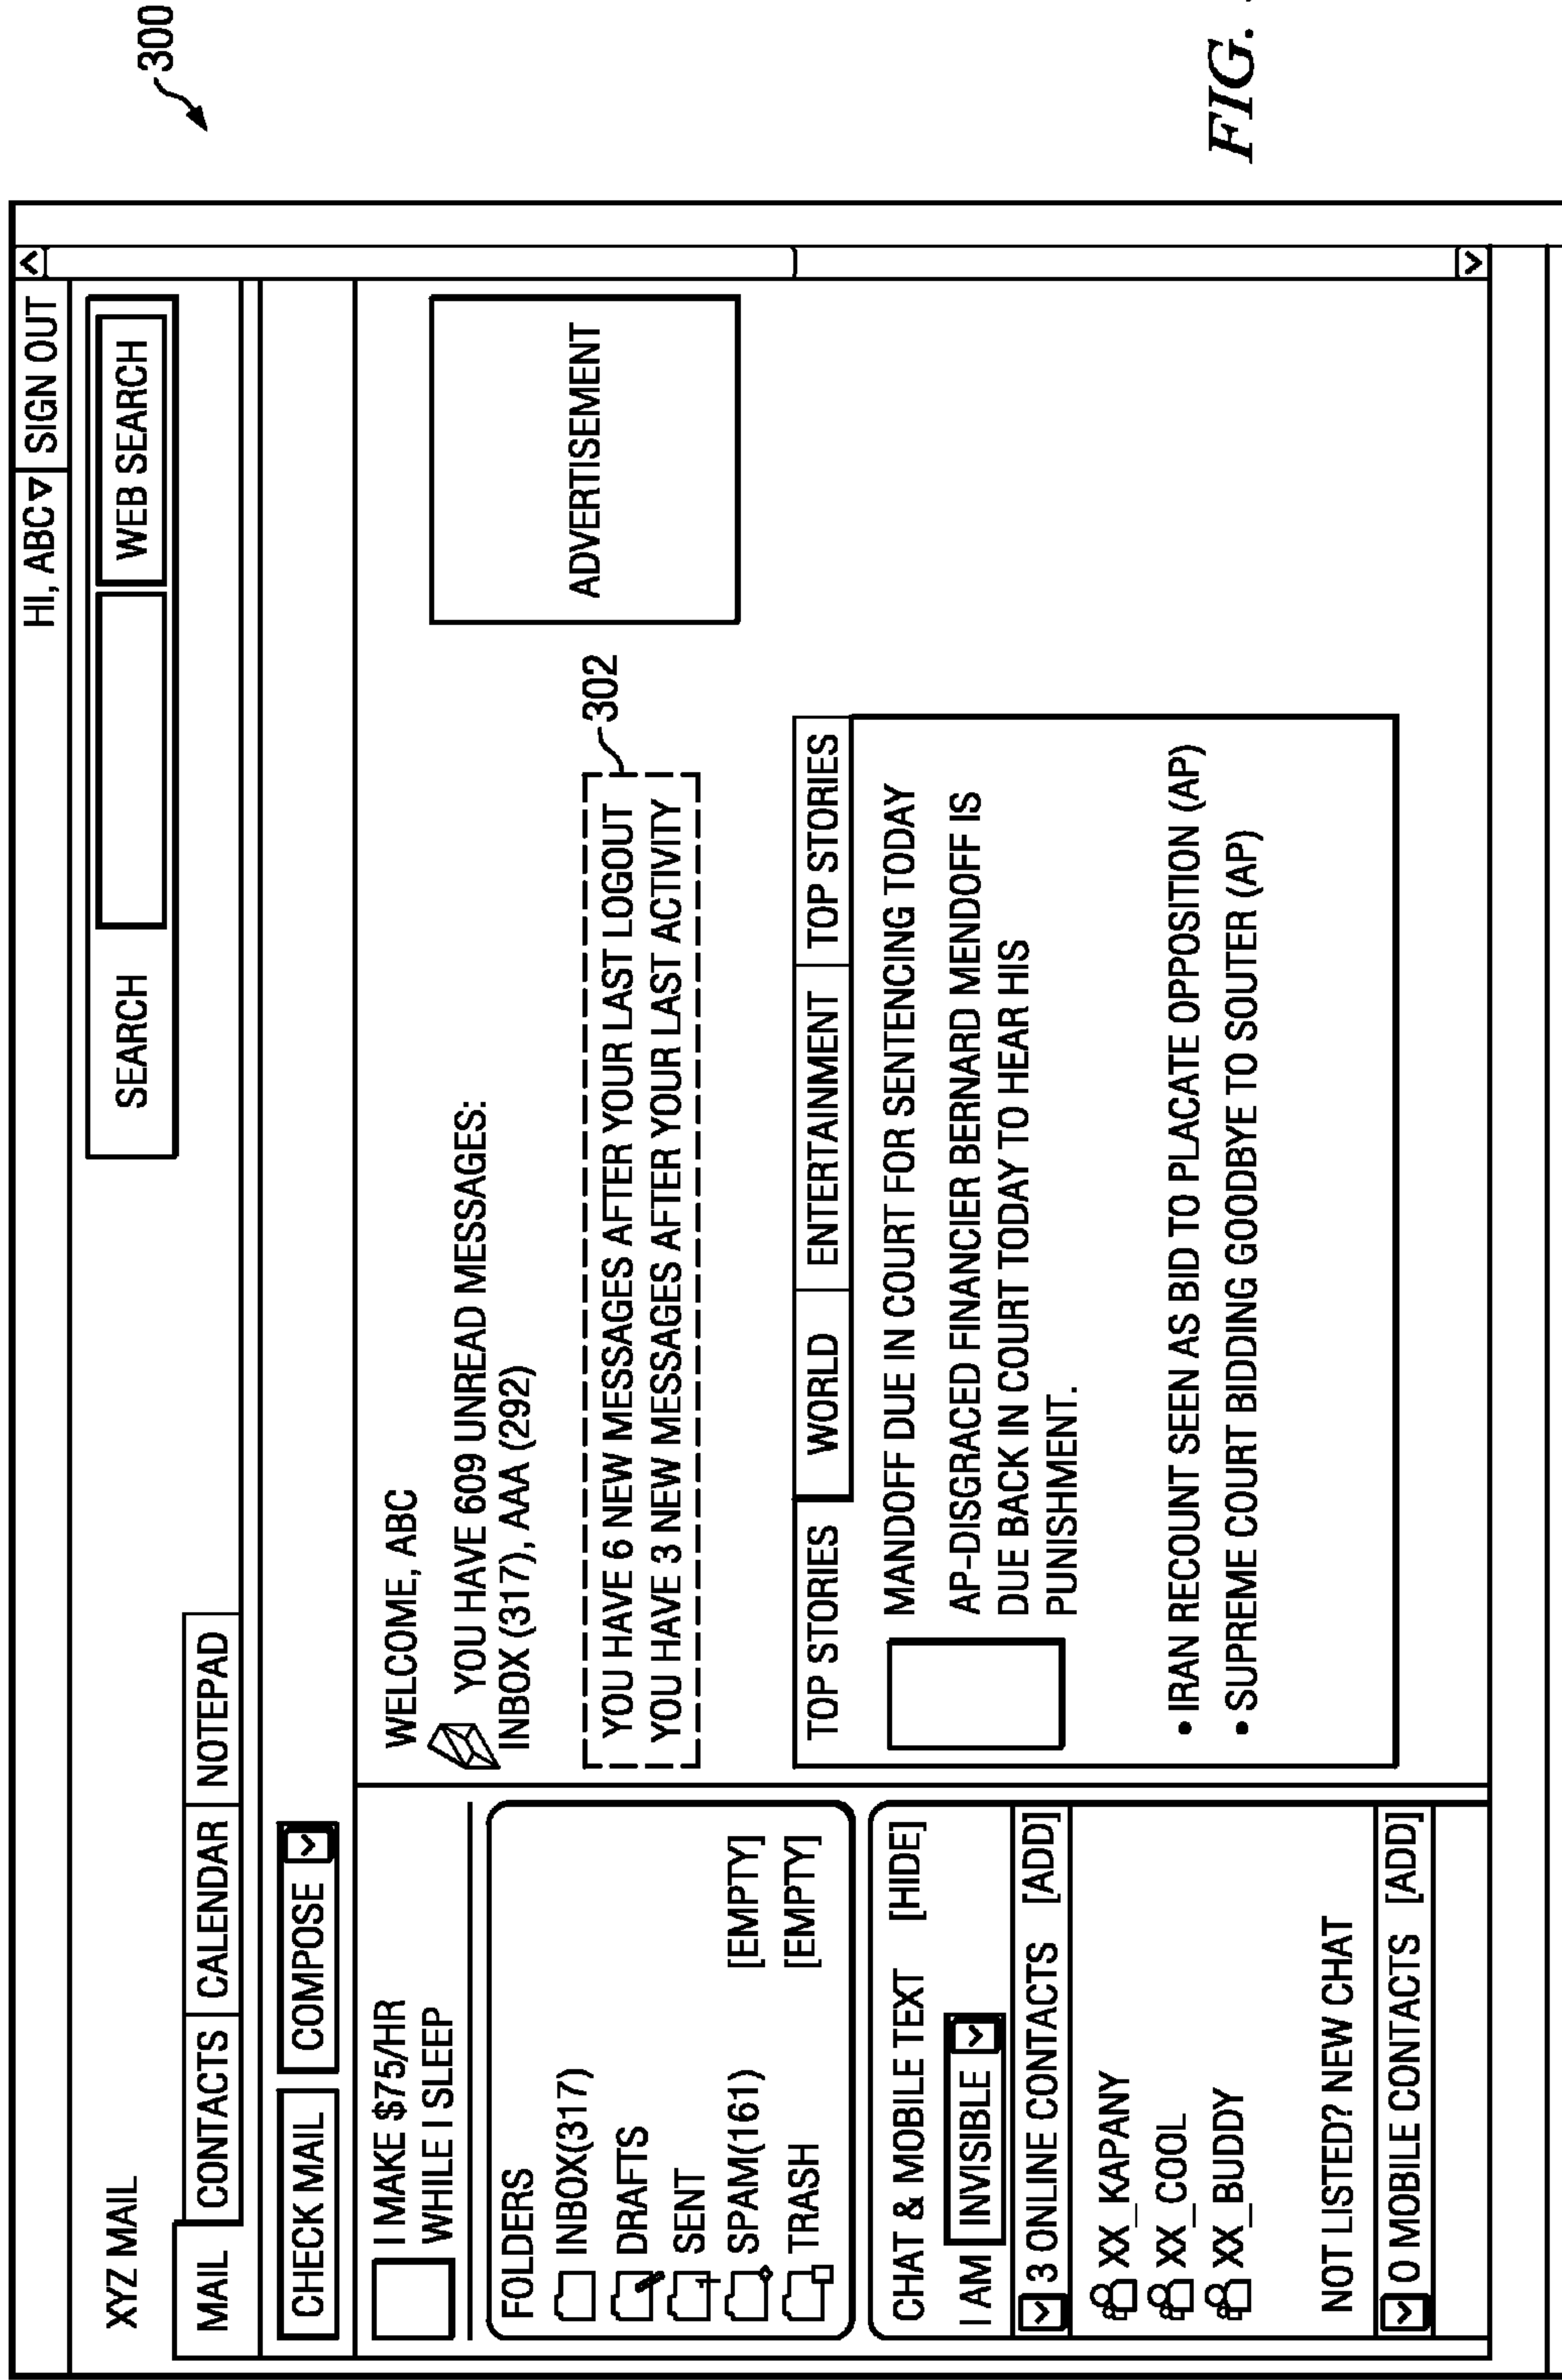 300
HI, ABC SIGN OUT
XYZ MAIL
SEARCH WEB SEARCH
MAIL CONTACTS CALENDAR NOTEPAD
CHECK MAIL COMPOSE
I MAKE $75/HR
WHILE I SLEEP
FOLDERS
INBOX(317)
DRAFTS
SENT
SPAM(161) [EMPTY]
TRASH [EMPTY]
CHAT & MOBILE TEXT [HIDE]
I AM INVISIBLE
3 ONLINE CONTACTS [ADD]
XX_KAPANY
XX_COOL
XX_BUDDY
NOT LISTED? NEW CHAT
0 MOBILE CONTACTS [ADD]
WELCOME, ABC
YOU HAVE 609 UNREAD MESSAGES:
INBOX (317), AAA (292)
302
YOU HAVE 6 NEW MESSAGES AFTER YOUR LAST LOGOUT
YOU HAVE 3 NEW MESSAGES AFTER YOUR LAST ACTIVITY
ADVERTISEMENT
TOP STORIES WORLD ENTERTAINMENT TOP STORIES
MANDOFF DUE IN COURT FOR SENTENCING TODAY
AP-DISGRACED FINANCIER BERNARD MENDOFF IS
DUE BACK IN COURT TODAY TO HEAR HIS
PUNISHMENT.
• IRAN RECOUNT SEEN AS BID TO PLACATE OPPOSITION (AP)
• SUPREME COURT BIDDING GOODBYE TO SOUTER (AP)
FIG.